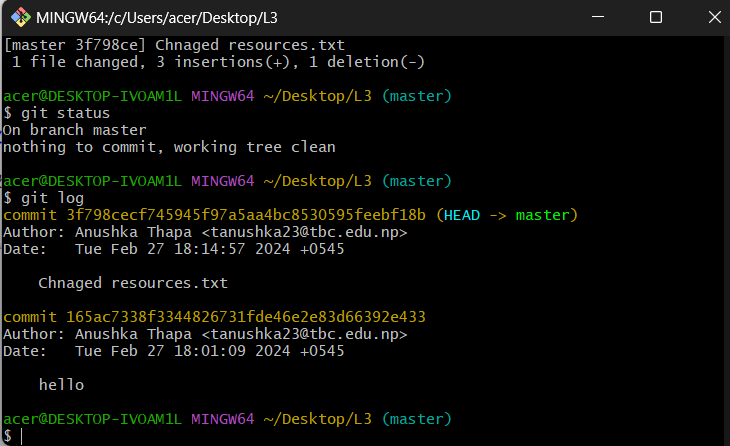 MINGW64:/c/Users/acer/Desktop/L3
[master 3f798ce] Chnaged resources.txt
 1 file changed, 3 insertions(+), 1 deletion(-)
acer@DESKTOP-IVOAM1L MINGW64 ~/Desktop/L3 (master)
$ git status
On branch master
nothing to commit, working tree clean
acer@DESKTOP-IVOAM1L MINGW64 ~/Desktop/L3 (master)
$ git log
commit 3f798cecf745945f97a5aa4bc8530595feebf18b (HEAD -> master)
Author: Anushka Thapa <tanushka23@tbc.edu.np>
Date:   Tue Feb 27 18:14:57 2024 +0545
    Chnaged resources.txt
commit 165ac7338f3344826731fde46e2e83d66392e433
Author: Anushka Thapa <tanushka23@tbc.edu.np>
Date:   Tue Feb 27 18:01:09 2024 +0545
    hello
acer@DESKTOP-IVOAM1L MINGW64 ~/Desktop/L3 (master)
$